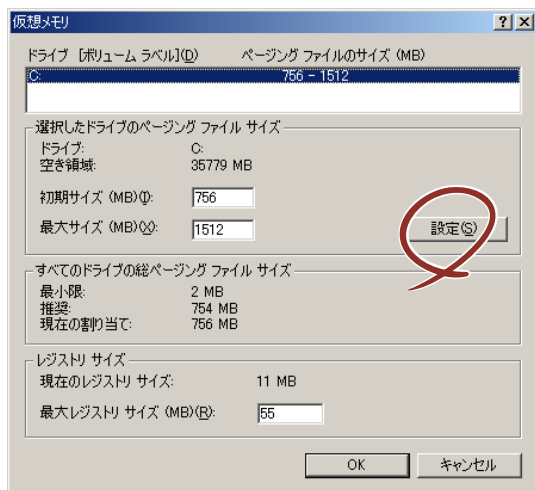 仮想メモリ
ドライブ [ボリューム ラベル](D) ページング ファイルのサイズ (MB)
C: 756 - 1512
選択したドライブのページング ファイル サイズ
ドライブ: C:
空き領域: 35779 MB
初期サイズ (MB)(I): 756
最大サイズ (MB)(X): 1512
設定(S)
すべてのドライブの総ページング ファイル サイズ
最小限: 2 MB
推奨: 754 MB
現在の割り当て: 756 MB
レジストリ サイズ
現在のレジストリ サイズ: 11 MB
最大レジストリ サイズ (MB)(R): 55
OK キャンセル